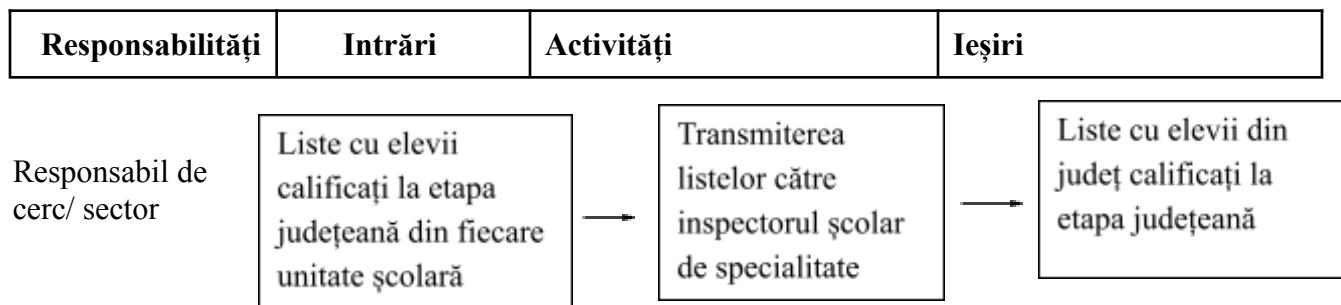 Responsabilități Intrări Activități Ieșiri
Responsabil de
cerc/ sector
Liste cu elevii
calificați la etapa
județeană din fiecare
unitate școlară
Transmiterea
listelor către
inspectorul școlar
de specialitate
Liste cu elevii din
județ calificați la
etapa județeană